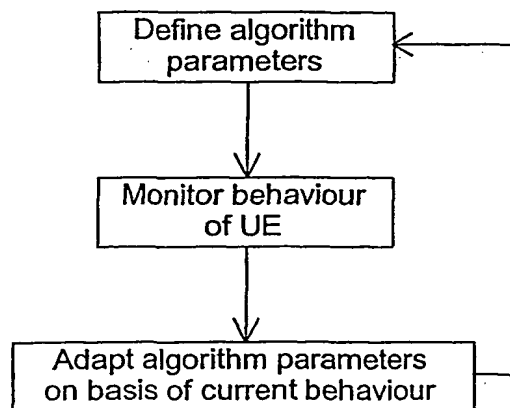 Define algorithm
parameters
Monitor behaviour
of UE
Adapt algorithm parameters
on basis of current behaviour